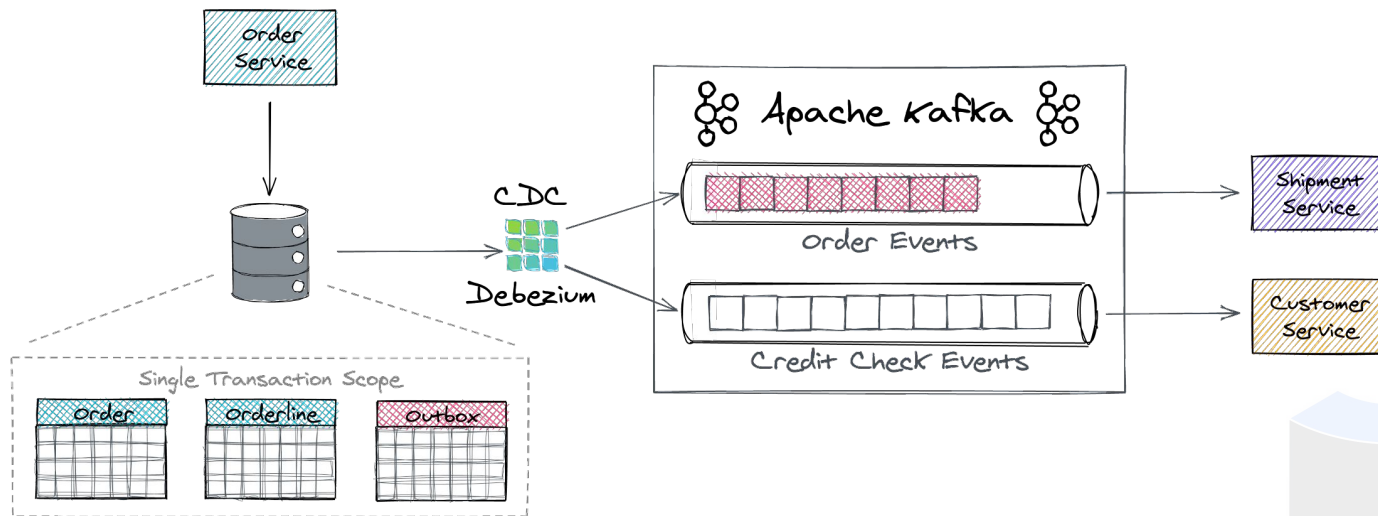 Order
Service
Apache Kafka
CDC
Debezium
Order Events
Credit Check Events
Shipment
Service
Customer
Service
Single Transaction Scope
Order
Orderline
Outbox